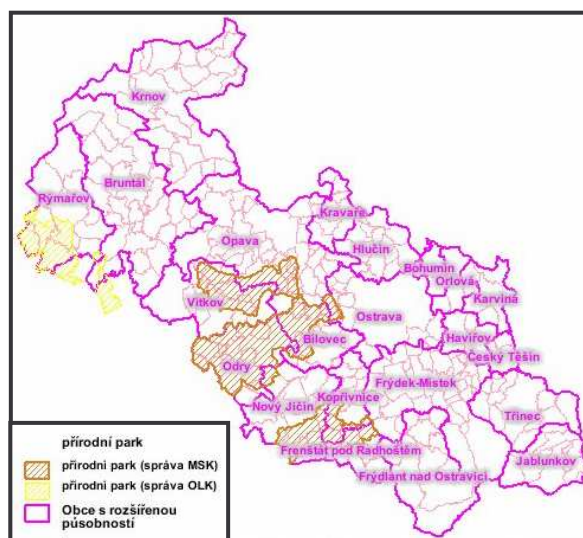 Krnov
Rýmařov
Bruntál
Kravaře
Opava
Hlučín
Bohumín
Orlová
Karviná
Vítkov
Ostrava
Bílovec
Havířov
Český Těšín
Odry
Frýdek-Místek
Kopřivnice
Nový Jičín
Třinec
Frenštát pod Radhoštěm
Jablunkov
Frýdlant nad Ostravicí
přírodní park
přírodni park (správa MSK)
přírodni park (správa OLK)
Obce s rozšířenou
působností